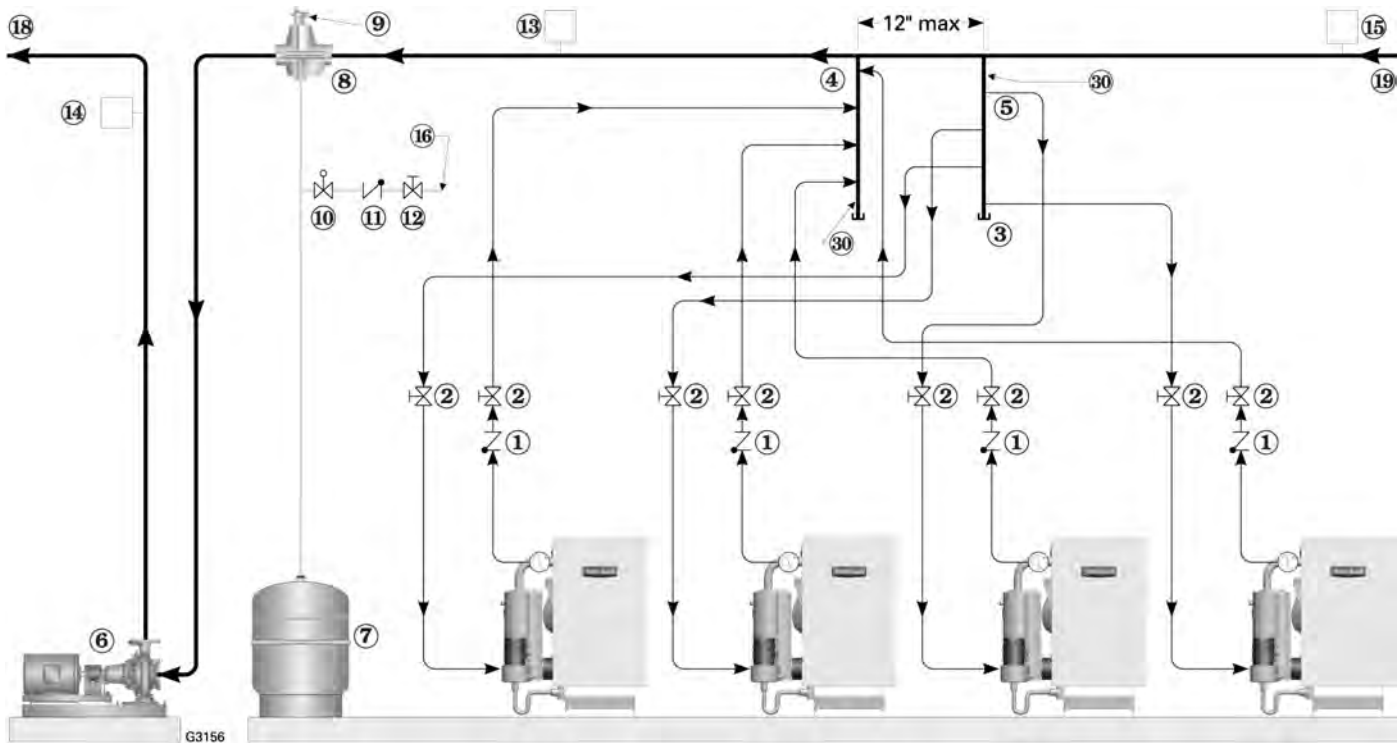 ⑱ ⑨ ⑬ 12" max ⑮
⑧ ④ ㉚ ⑲
⑤
⑭ ⑯
⑩ ⑪ ⑫ ㉚ ③
② ② ② ② ② ② ② ②
① ① ① ①
⑥ ⑦
G3156